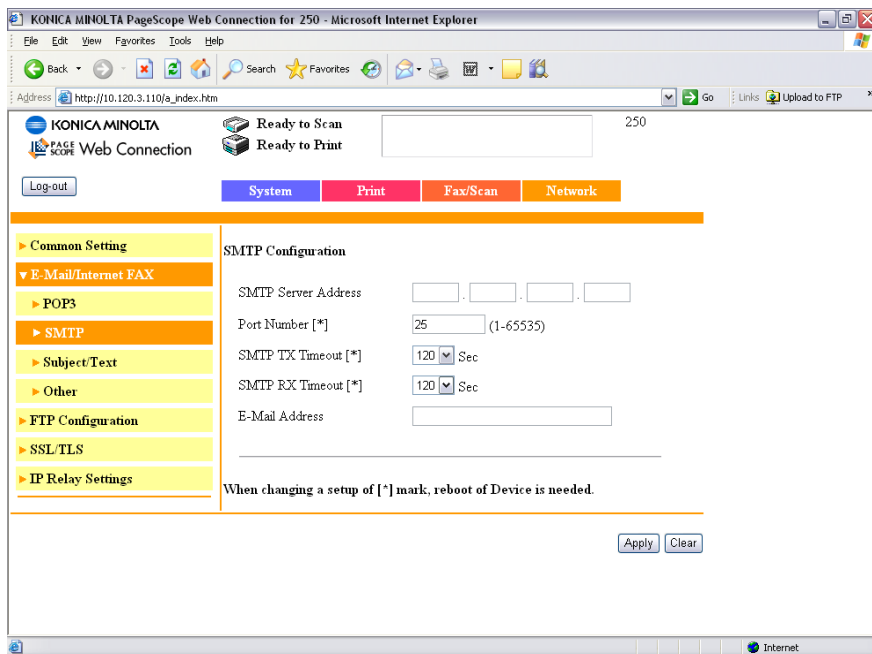 KONICA MINOLTA PageScope Web Connection for 250 - Microsoft Internet Explorer
File Edit View Favorites Tools Help
Back Search Favorites
Address http://10.120.3.110/a_index.htm Go Links Upload to FTP »
KONICA MINOLTA
PAGE SCOPE Web Connection
Ready to Scan
Ready to Print
250
Log-out
System Print Fax/Scan Network
Common Setting
E-Mail/Internet FAX
POP3
SMTP
Subject/Text
Other
FTP Configuration
SSL/TLS
IP Relay Settings
SMTP Configuration
SMTP Server Address . . .
Port Number [*] 25 (1-65535)
SMTP TX Timeout [*] 120 Sec
SMTP RX Timeout [*] 120 Sec
E-Mail Address
When changing a setup of [*] mark, reboot of Device is needed.
Apply Clear
Internet